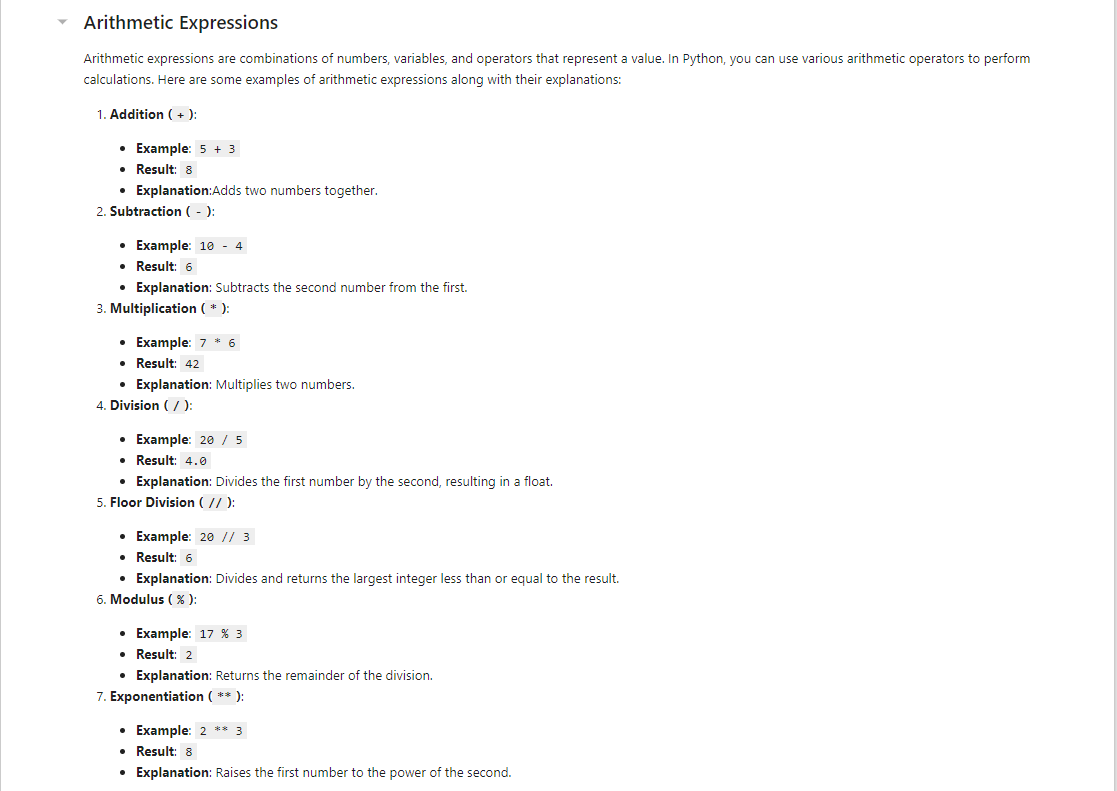 Arithmetic Expressions
Arithmetic expressions are combinations of numbers, variables, and operators that represent a value. In Python, you can use various arithmetic operators to perform
calculations. Here are some examples of arithmetic expressions along with their explanations:
1. Addition ( + ):
• Example: 5 + 3
• Result: 8
• Explanation:Adds two numbers together.
2. Subtraction ( - ):
• Example: 10 - 4
• Result: 6
• Explanation: Subtracts the second number from the first.
3. Multiplication ( * ):
• Example: 7 * 6
• Result: 42
• Explanation: Multiplies two numbers.
4. Division ( / ):
• Example: 20 / 5
• Result: 4.0
• Explanation: Divides the first number by the second, resulting in a float.
5. Floor Division ( // ):
• Example: 20 // 3
• Result: 6
• Explanation: Divides and returns the largest integer less than or equal to the result.
6. Modulus ( % ):
• Example: 17 % 3
• Result: 2
• Explanation: Returns the remainder of the division.
7. Exponentiation ( ** ):
• Example: 2 ** 3
• Result: 8
• Explanation: Raises the first number to the power of the second.